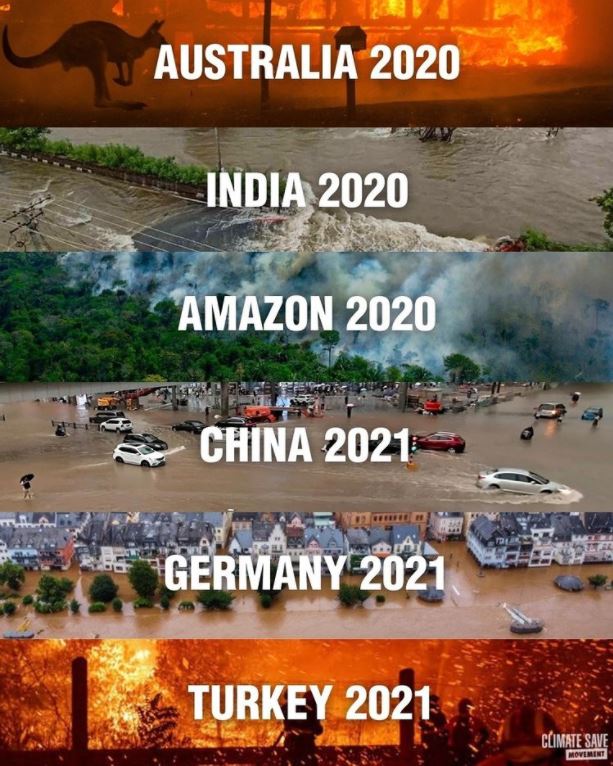 AUSTRALIA 2020
INDIA 2020
AMAZON 2020
CHINA 2021
GERMANY 2021
TURKEY 2021
CLIMATE SAVE
MOVEMENT